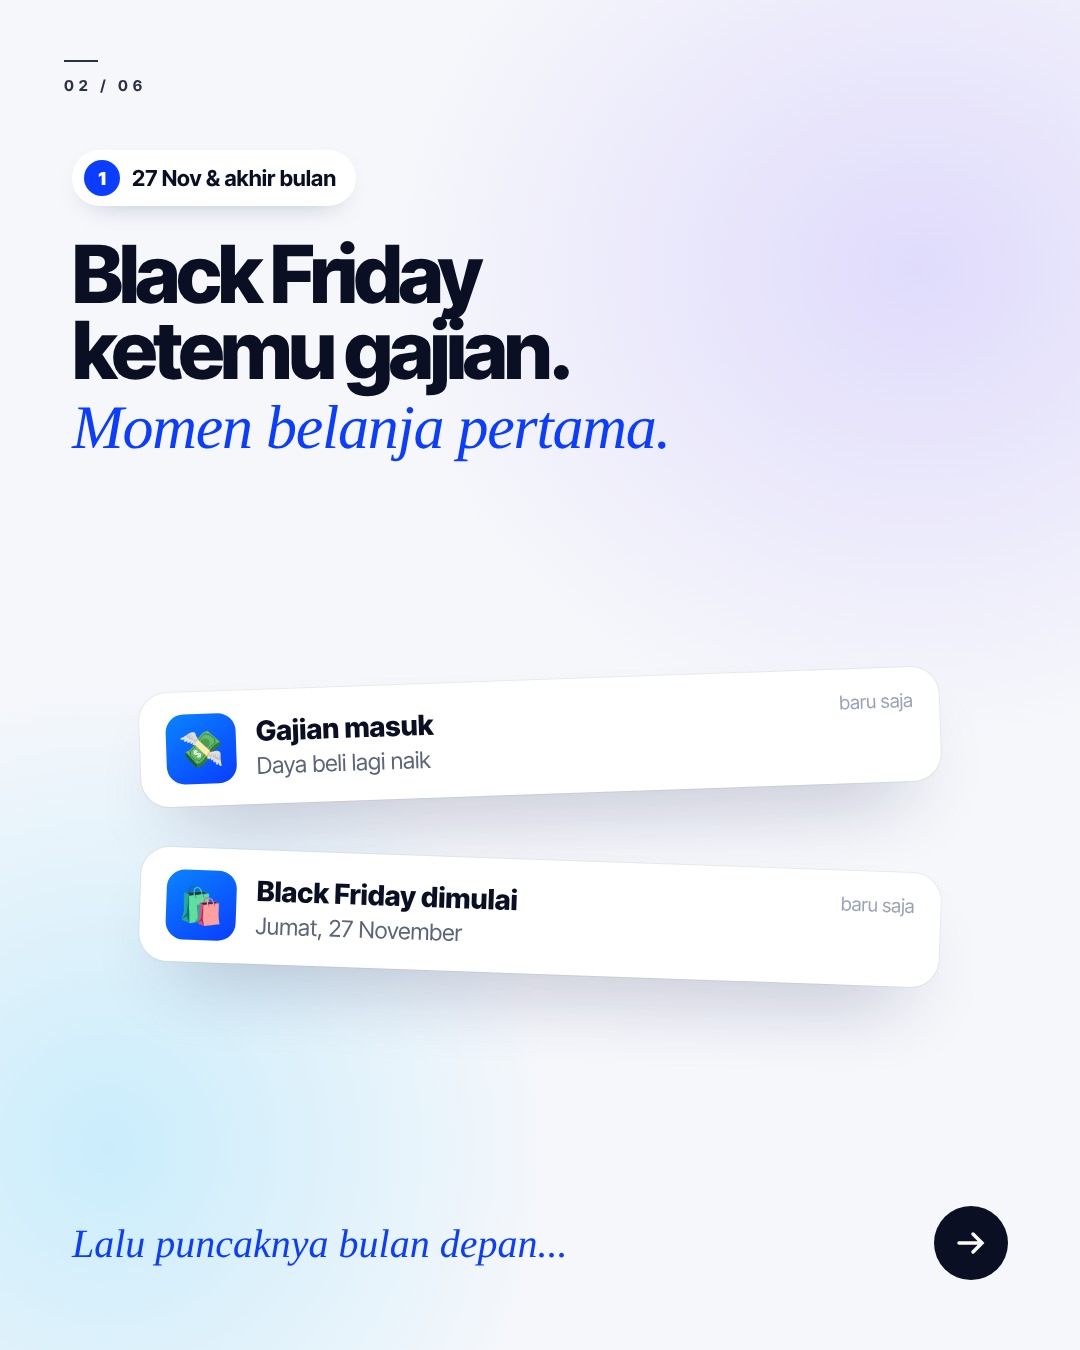 02 / 06
1 27 Nov & akhir bulan
Black Friday
ketemu gajian.
Momen belanja pertama.
Gajian masuk
baru saja
Daya beli lagi naik
Black Friday dimulai
baru saja
Jumat, 27 November
Lalu puncaknya bulan depan...